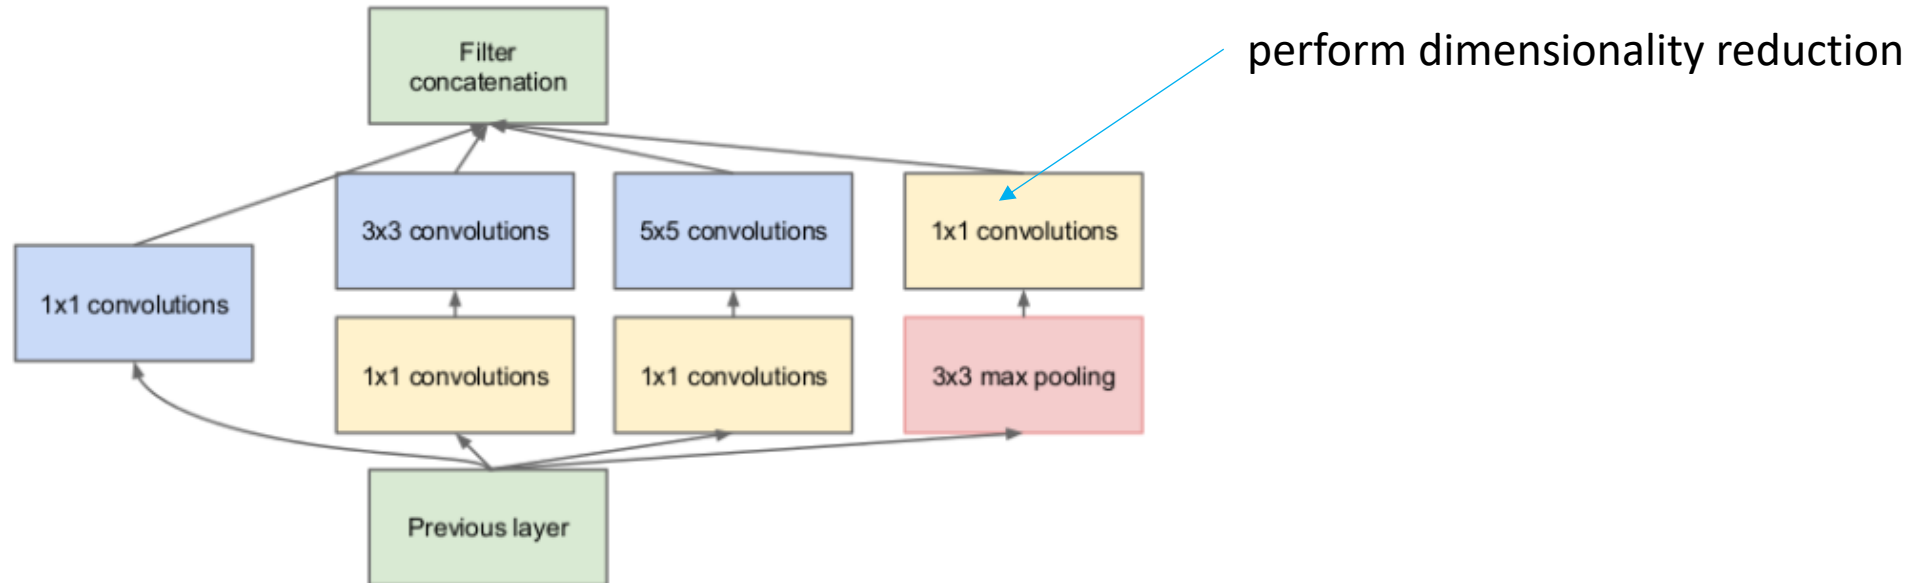 Filter
concatenation
perform dimensionality reduction
3x3 convolutions
5x5 convolutions
1x1 convolutions
1x1 convolutions
1x1 convolutions
1x1 convolutions
3x3 max pooling
Previous layer